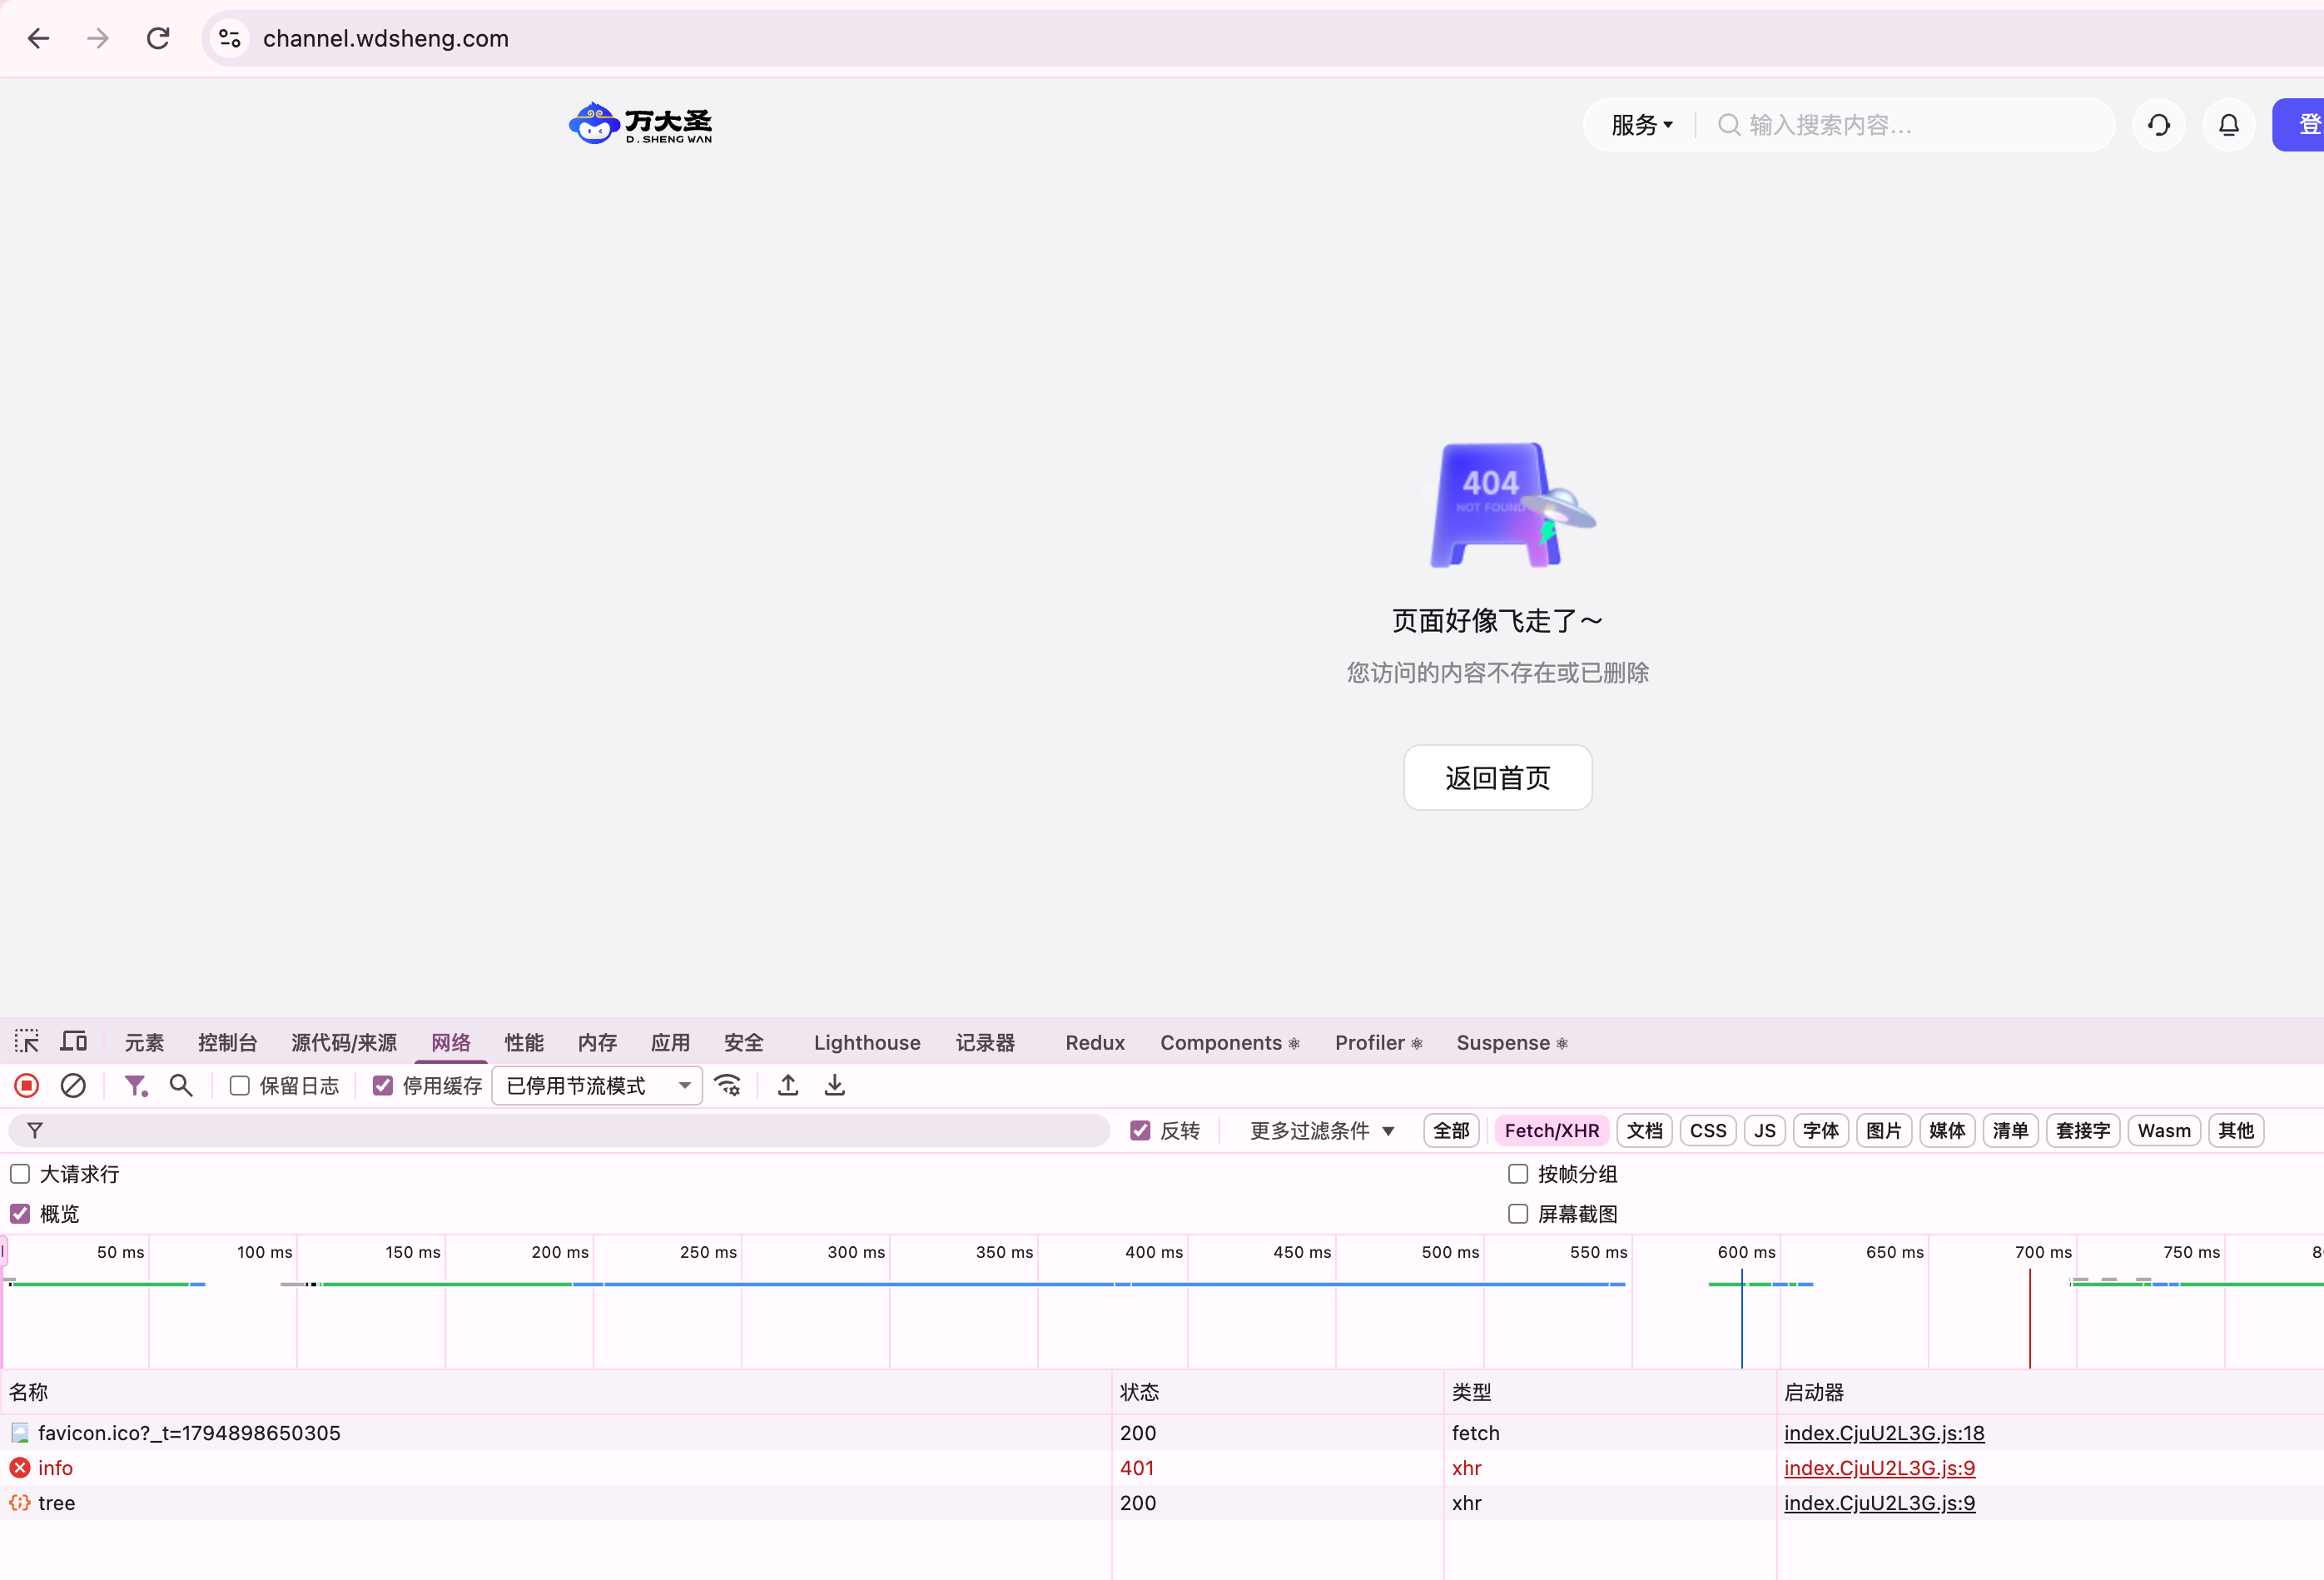 channel.wdsheng.com
万大圣
D. SHENG WAN
服务
输入搜索内容...
登
404
NOT FOUND
页面好像飞走了～
您访问的内容不存在或已删除
返回首页
元素 控制台 源代码/来源 网络 性能 内存 应用 安全 Lighthouse 记录器 Redux Components ⚛ Profiler ⚛ Suspense ⚛
保留日志 停用缓存 已停用节流模式
反转 更多过滤条件 全部 Fetch/XHR 文档 CSS JS 字体 图片 媒体 清单 套接字 Wasm 其他
大请求行 按帧分组
概览 屏幕截图
50 ms 100 ms 150 ms 200 ms 250 ms 300 ms 350 ms 400 ms 450 ms 500 ms 550 ms 600 ms 650 ms 700 ms 750 ms 8
名称 状态 类型 启动器
favicon.ico?_t=1794898650305 200 fetch index.CjuU2L3G.js:18
info 401 xhr index.CjuU2L3G.js:9
tree 200 xhr index.CjuU2L3G.js:9